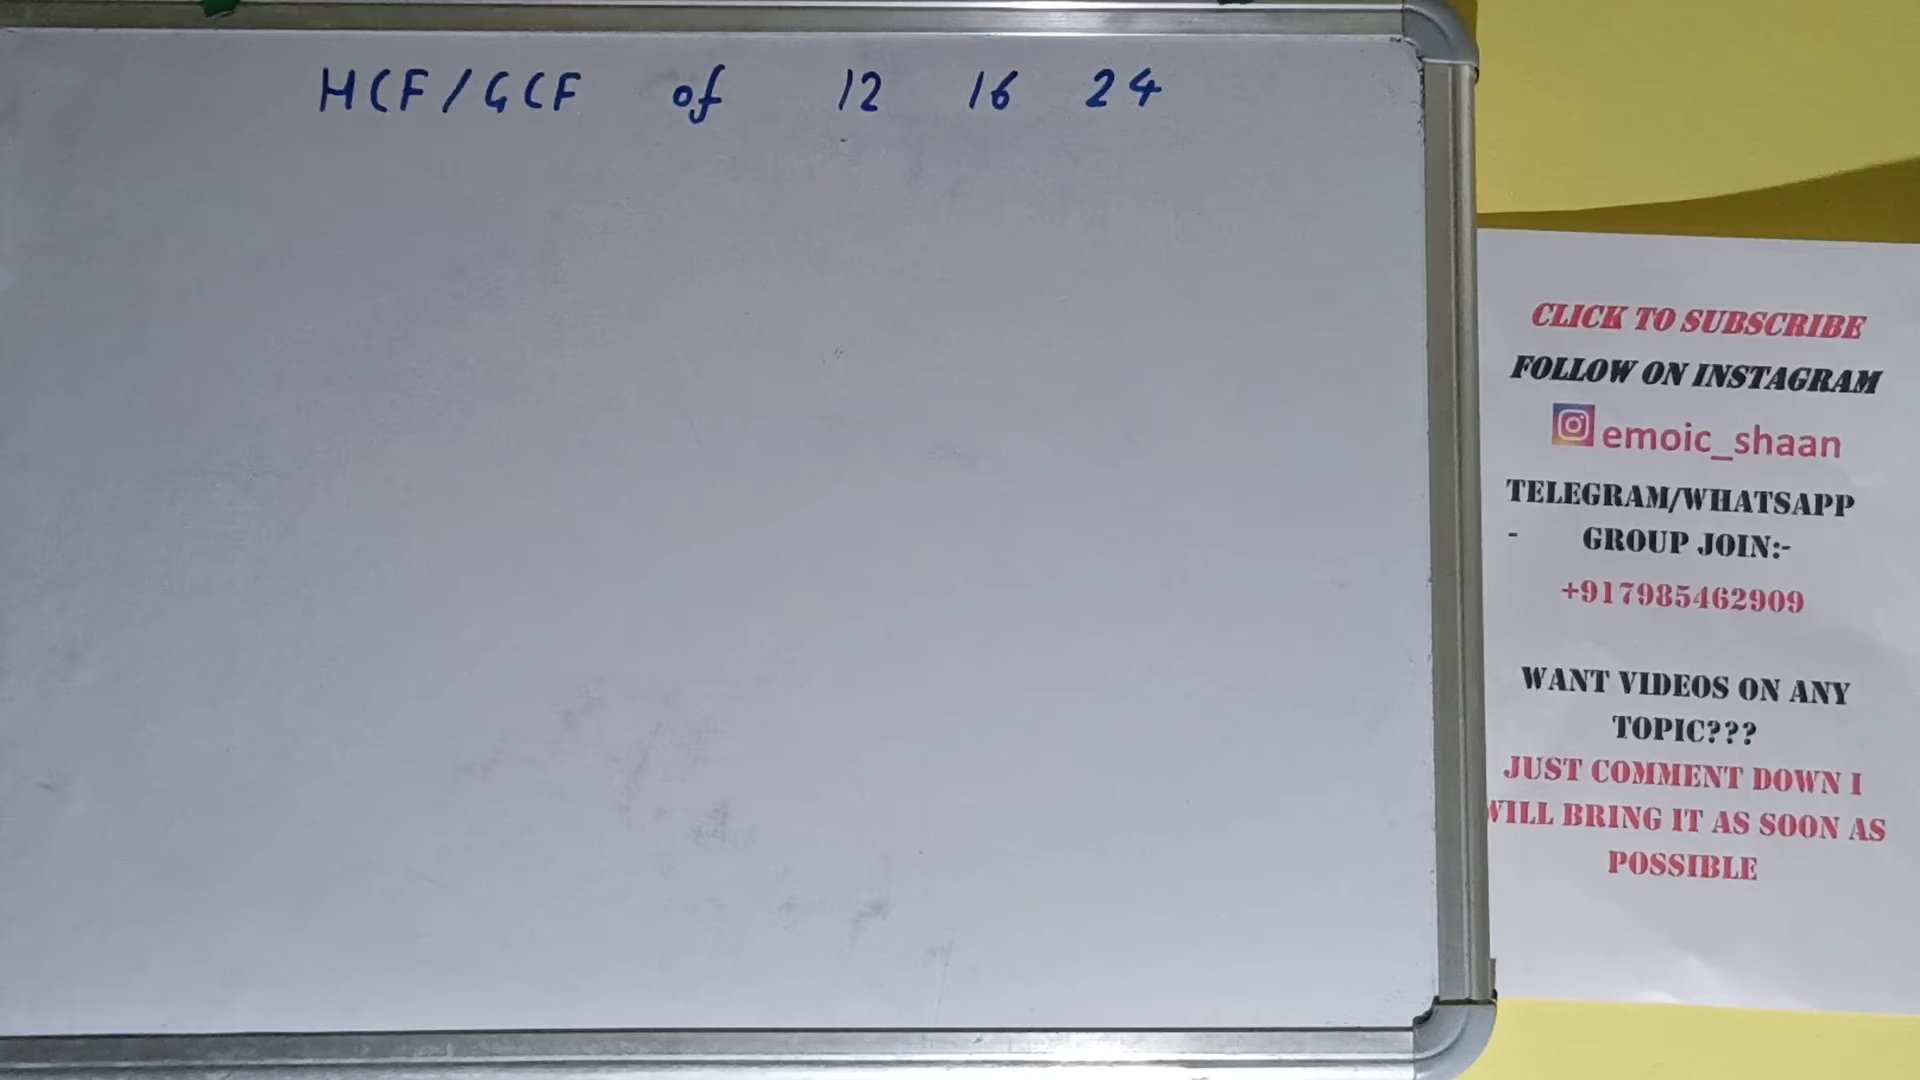 HCF/GCF of 12 16 24
CLICK TO SUBSCRIBE
FOLLOW ON INSTAGRAM
emoic_shaan
TELEGRAM/WHATSAPP
- GROUP JOIN:-
+917985462909
WANT VIDEOS ON ANY
TOPIC???
JUST COMMENT DOWN I
WILL BRING IT AS SOON AS
POSSIBLE